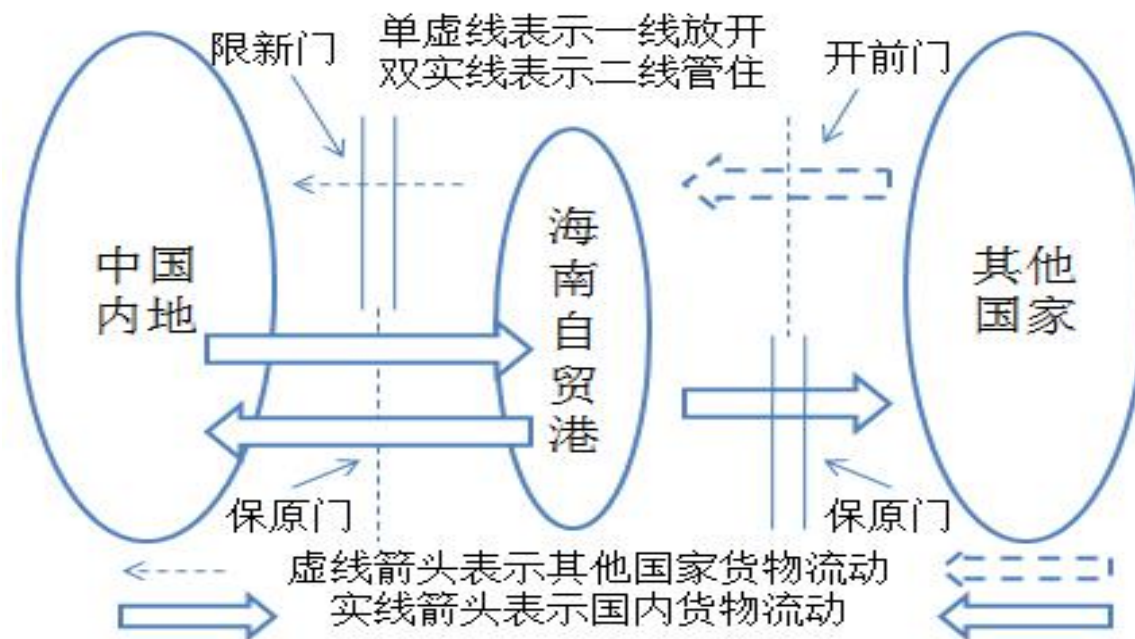 单虚线表示一线放开
双实线表示二线管住
限新门
开前门
中国
内地
海南自贸港
其他
国家
保原门
保原门
虚线箭头表示其他国家货物流动
实线箭头表示国内货物流动